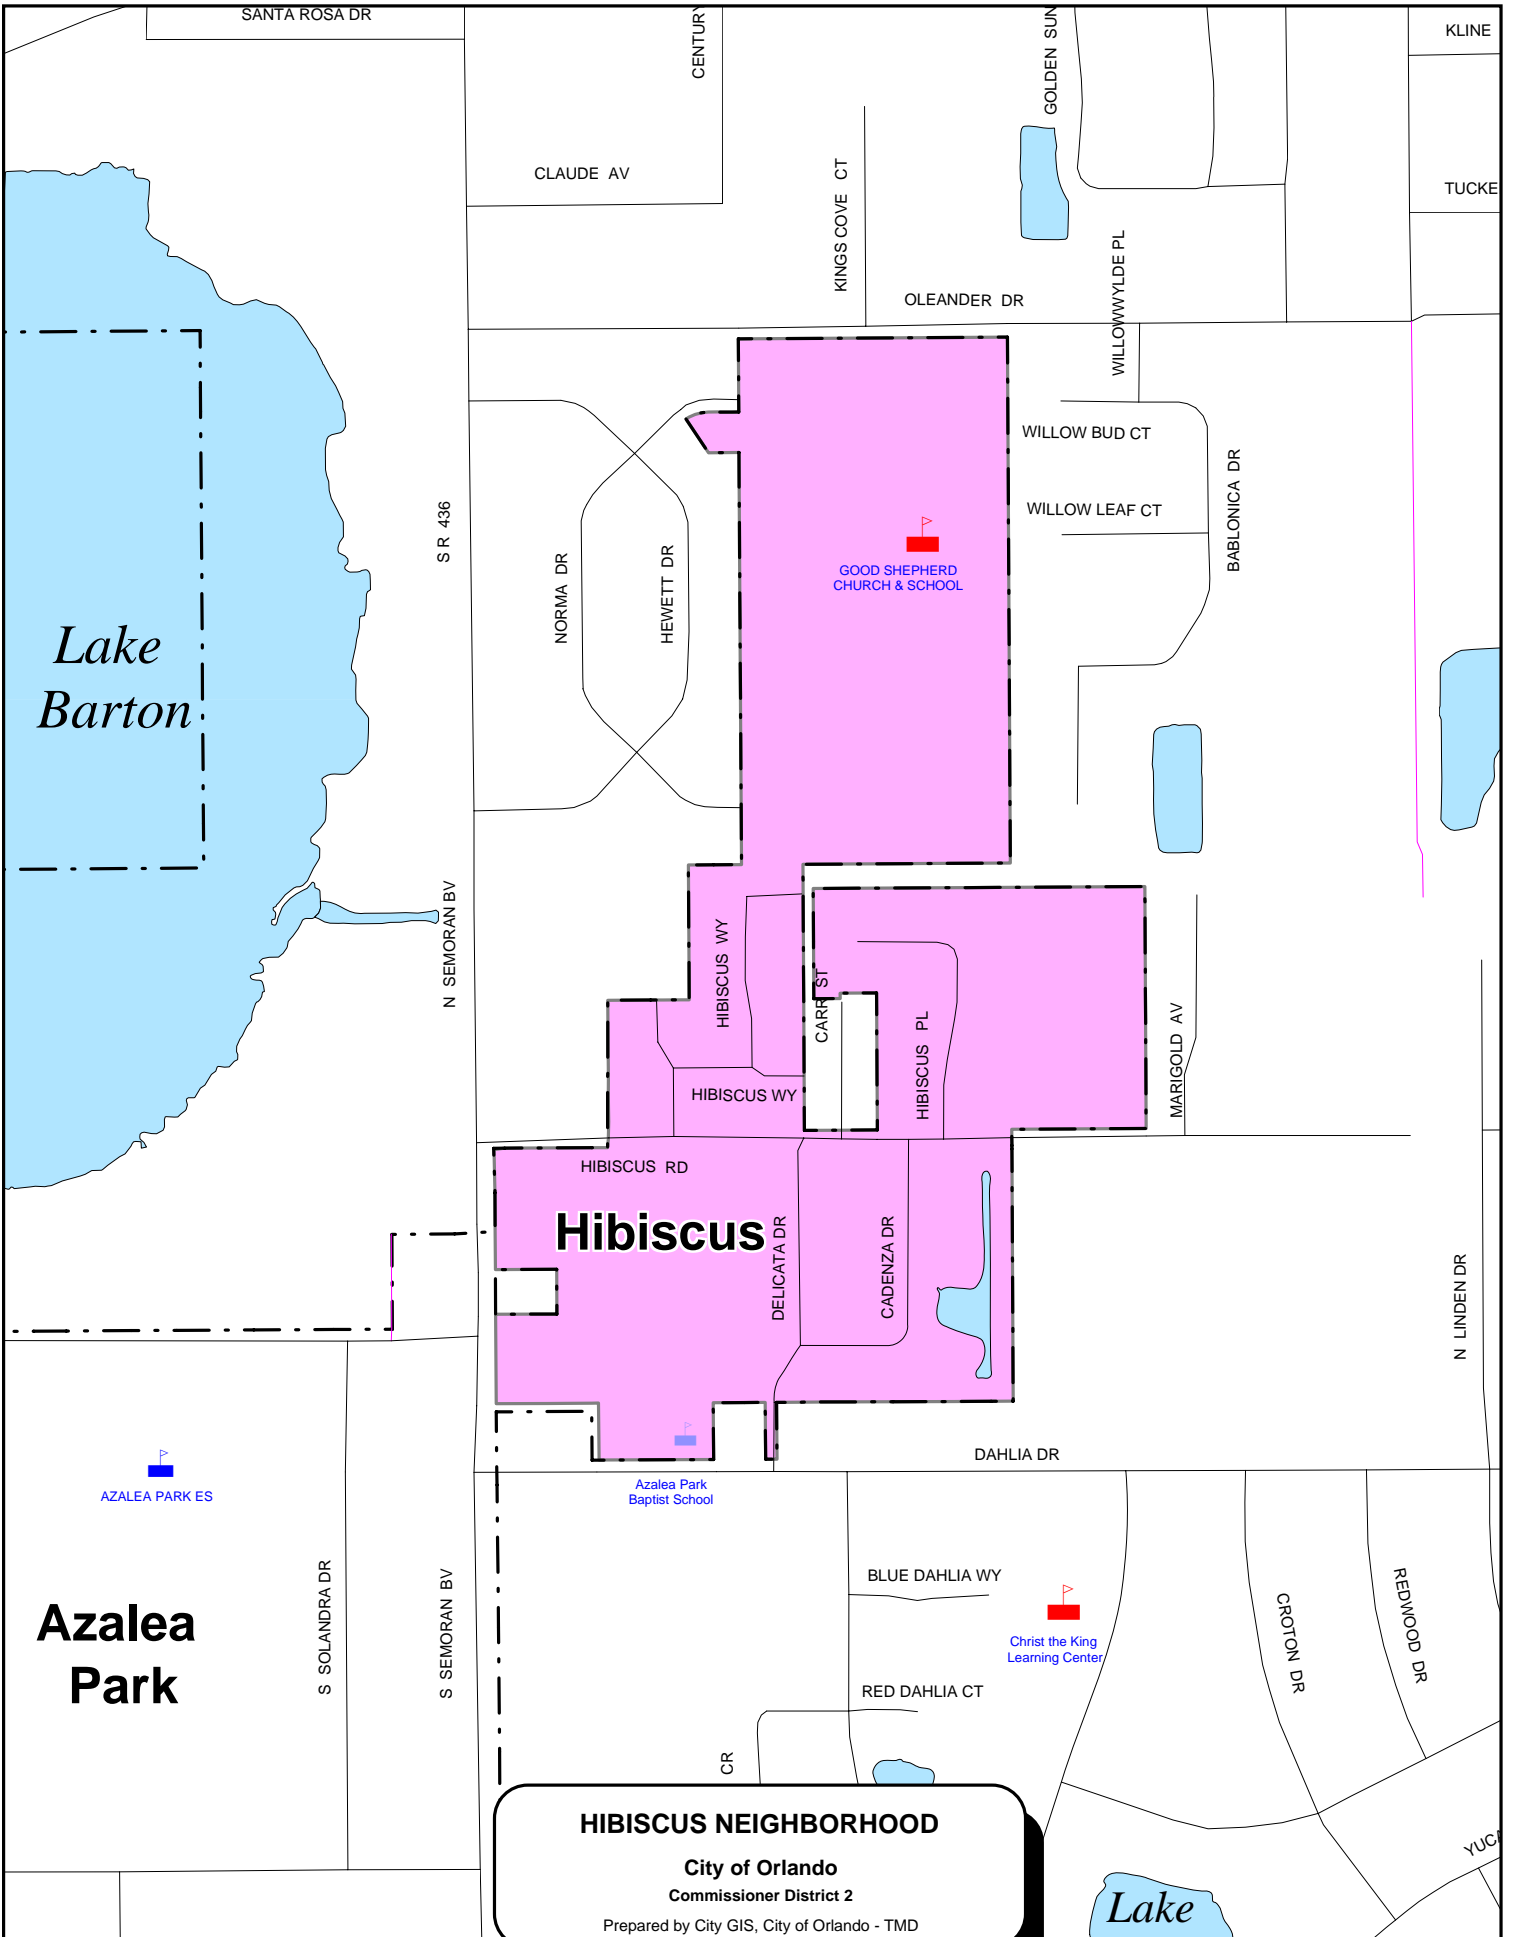 SANTA ROSA DR
CENTURY
GOLDEN SUN
KLINE
CLAUDE AV
KINGS COVE CT
TUCKE
WILLOWWYLDE PL
OLEANDER DR
WILLOW BUD CT
BABLONICA DR
WILLOW LEAF CT
S R 436
NORMA DR
HEWETT DR
GOOD SHEPHERD
CHURCH & SCHOOL
Lake
Barton
N SEMORAN BV
HIBISCUS WY
CARR ST
HIBISCUS PL
MARIGOLD AV
HIBISCUS WY
HIBISCUS RD
Hibiscus
DELICATA DR
CADENZA DR
N LINDEN DR
DAHLIA DR
AZALEA PARK ES
Azalea Park
Baptist School
BLUE DAHLIA WY
S SOLANDRA DR
S SEMORAN BV
Azalea
Park
Christ the King
Learning Center
CROTON DR
REDWOOD DR
RED DAHLIA CT
CR
YUCA
HIBISCUS NEIGHBORHOOD
City of Orlando
Commissioner District 2
Prepared by City GIS, City of Orlando - TMD
Lake